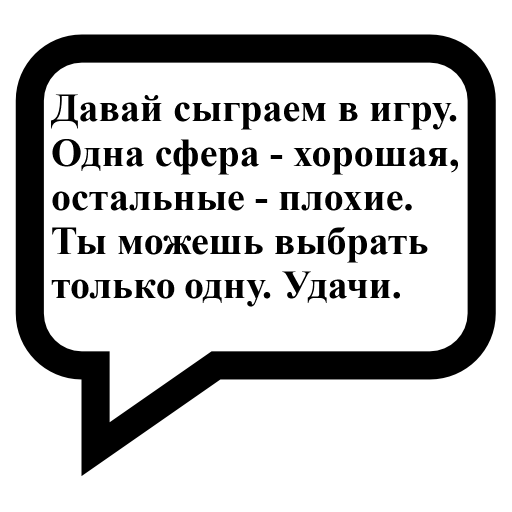 Давай сыграем в игру.
Одна сфера - хорошая,
остальные - плохие.
Ты можешь выбрать
только одну. Удачи.